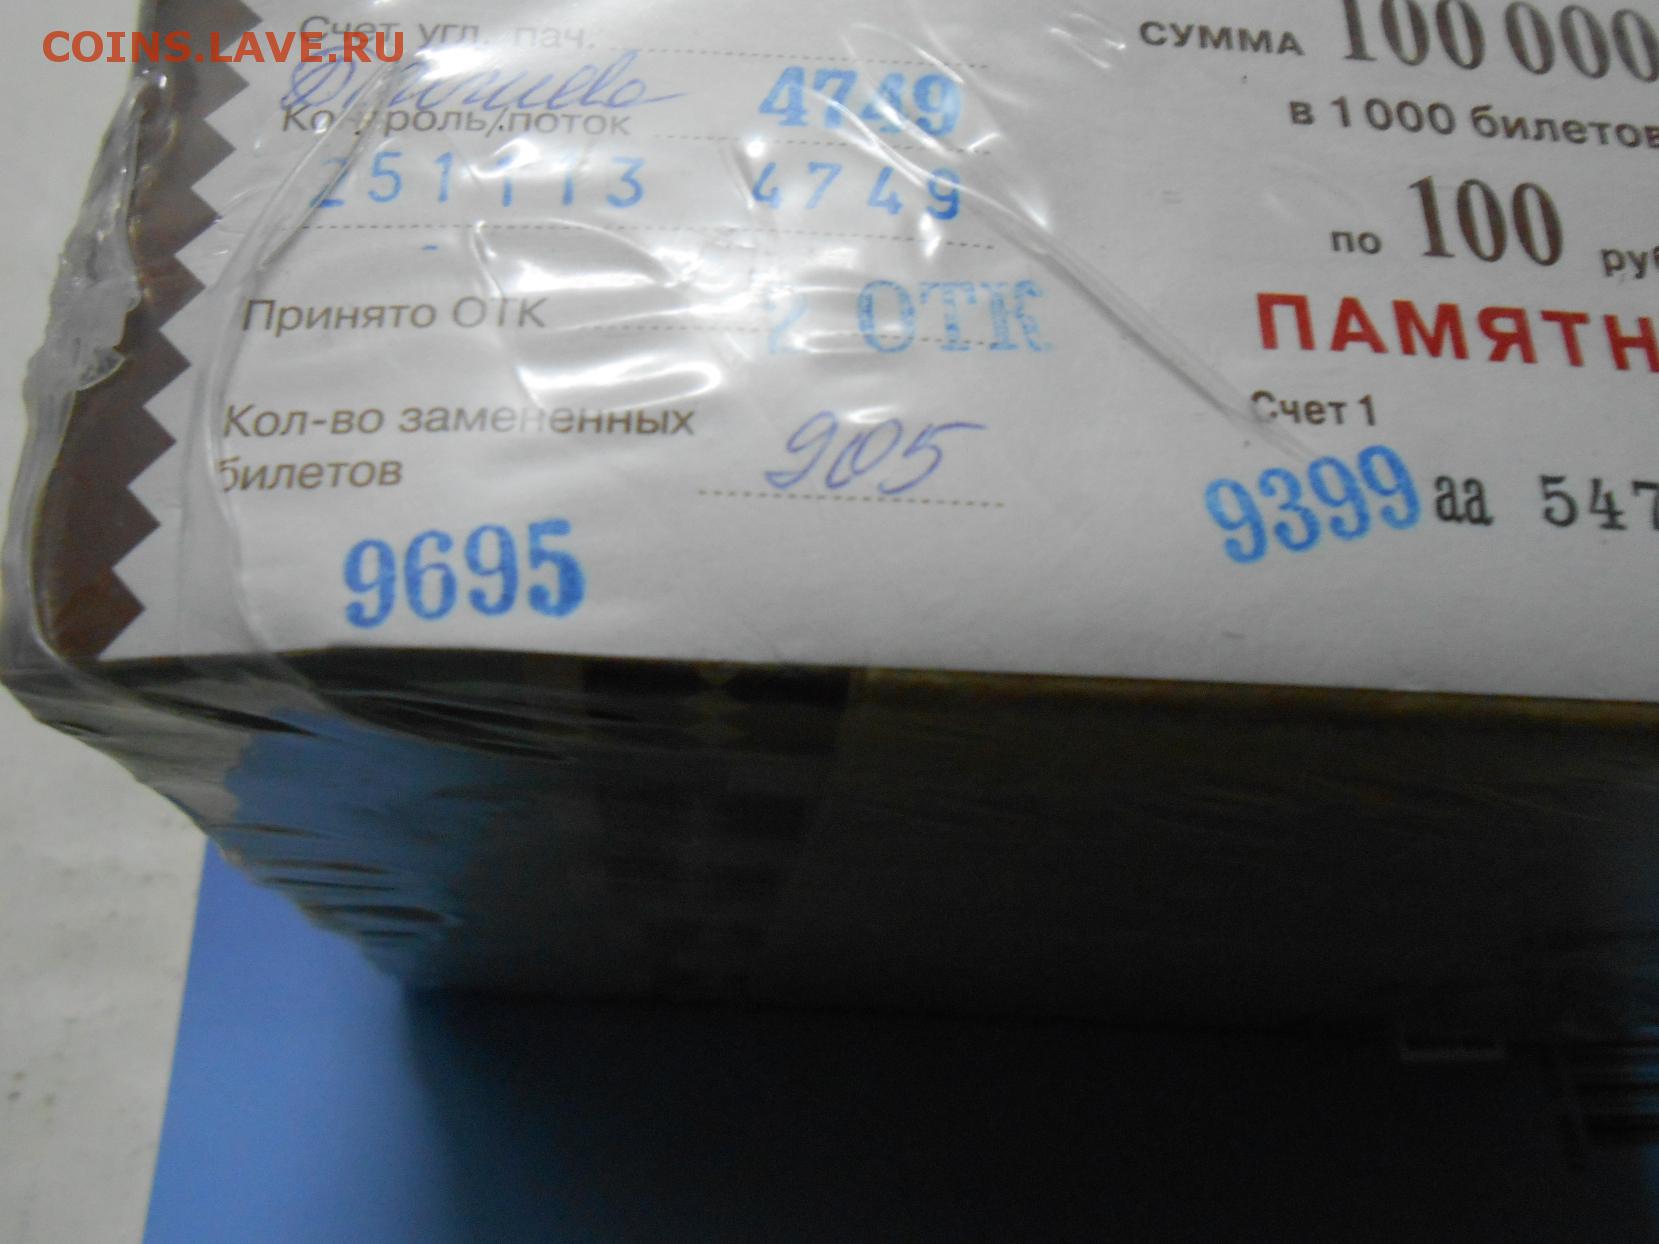 COINS.LAVE.RU
Счет угл. пач.
Контроль/поток 4749
251113 4749
Принято ОТК 2 ОТК
Кол-во замененных
билетов 905
9695
СУММА 100 000
в 1000 билетов
по 100 руб
ПАМЯТН
Счет 1
9399 аа 547